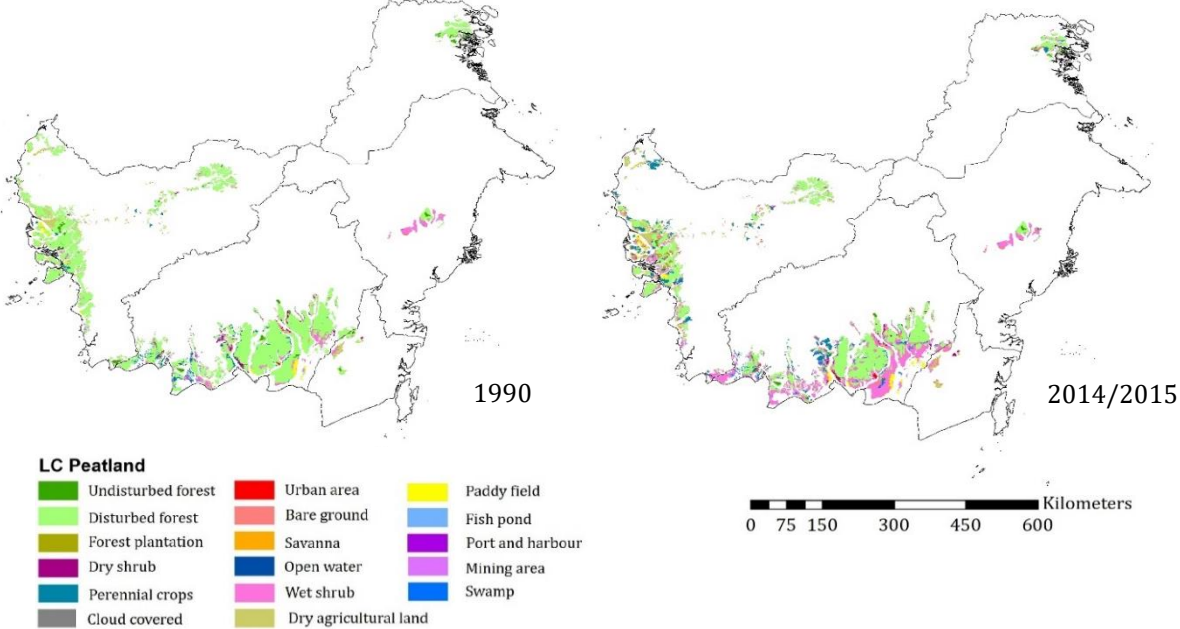 1990
2014/2015
LC Peatland
Undisturbed forest
Disturbed forest
Forest plantation
Dry shrub
Perennial crops
Cloud covered
Urban area
Bare ground
Savanna
Open water
Wet shrub
Dry agricultural land
Paddy field
Fish pond
Port and harbour
Mining area
Swamp
Kilometers
0 75 150 300 450 600